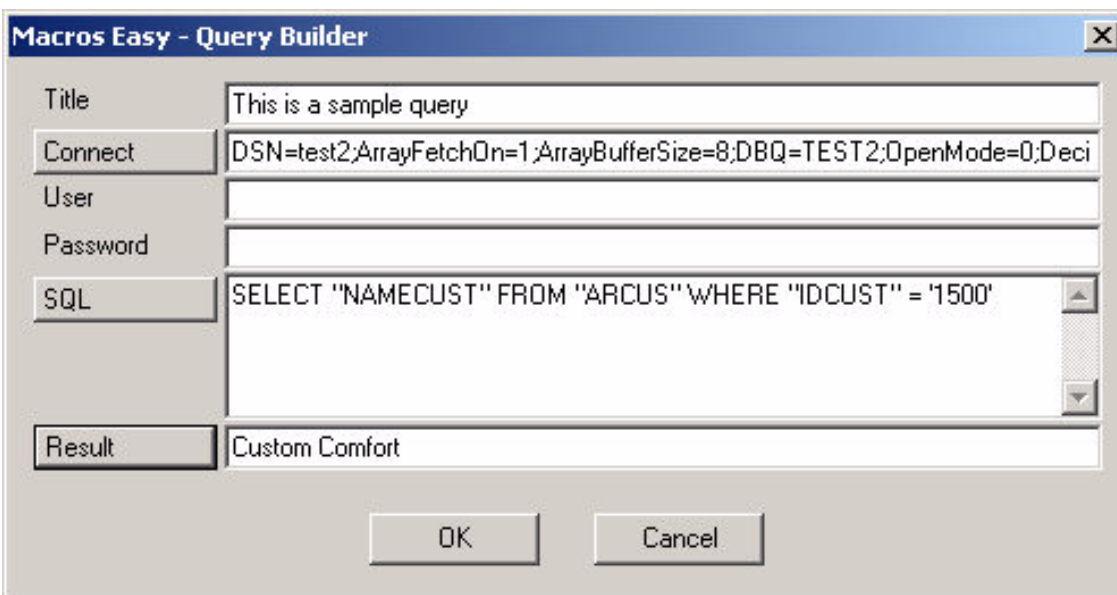 Macros Easy - Query Builder
Title This is a sample query
Connect DSN=test2;ArrayFetchOn=1;ArrayBufferSize=8;DBQ=TEST2;OpenMode=0;Deci
User
Password
SQL SELECT "NAMECUST" FROM "ARCUS" WHERE "IDCUST" = '1500'
Result Custom Comfort
OK Cancel